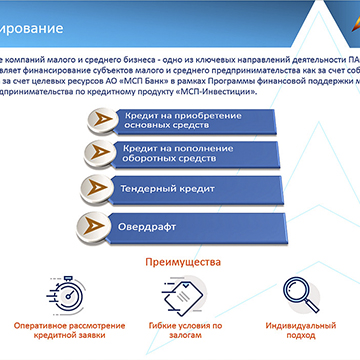 ирование
е компаний малого и среднего бизнеса - одно из ключевых направлений деятельности ПА
вляет финансирование субъектов малого и среднего предпринимательства как за счет соб
за счет целевых ресурсов АО «МСП Банк» в рамках Программы финансовой поддержки м
дпринимательства по кредитному продукту «МСП-Инвестиции».
Кредит на приобретение
основных средств
Кредит на пополнение
оборотных средств
Тендерный кредит
Овердрафт
Преимущества
Оперативное рассмотрение
кредитной заявки
Гибкие условия по
залогам
Индивидуальный
подход